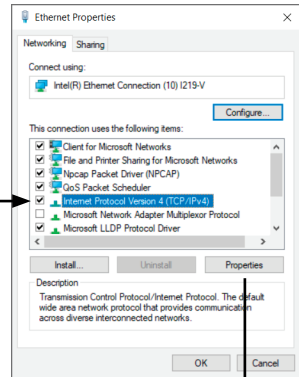 Ethernet Properties
Networking Sharing
Connect using:
Intel(R) Ethernet Connection (10) I219-V
Configure...
This connection uses the following items:
Client for Microsoft Networks
File and Printer Sharing for Microsoft Networks
Npcap Packet Driver (NPCAP)
QoS Packet Scheduler
Internet Protocol Version 4 (TCP/IPv4)
Microsoft Network Adapter Multiplexor Protocol
Microsoft LLDP Protocol Driver
Install... Uninstall Properties
Description
Transmission Control Protocol/Internet Protocol. The default
wide area network protocol that provides communication
across diverse interconnected networks.
OK Cancel